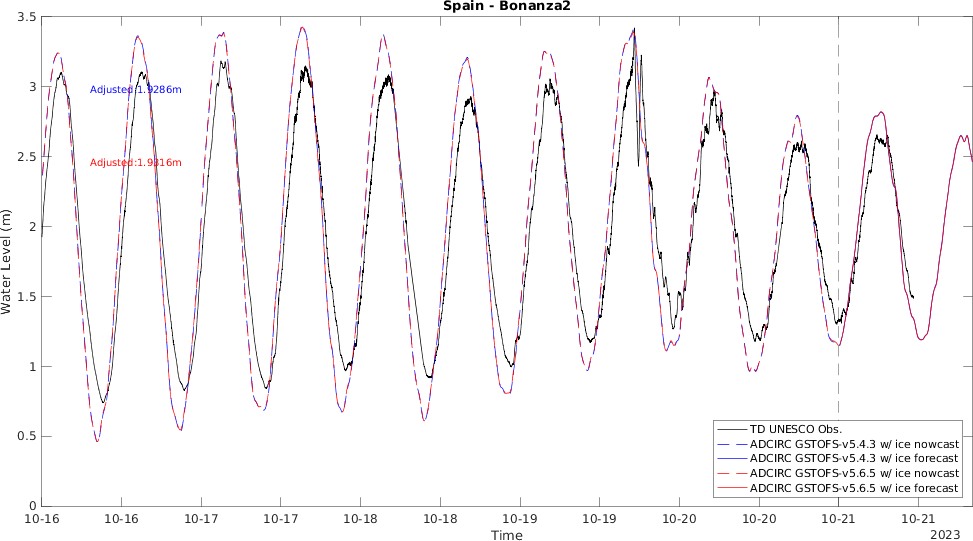 Spain - Bonanza2
3.5
3
2.5
2
1.5
1
0.5
0
Water Level (m)
Adjusted:1.9286m
Adjusted:1.9316m
TD UNESCO Obs.
ADCIRC GSTOFS-v5.4.3 w/ ice nowcast
ADCIRC GSTOFS-v5.4.3 w/ ice forecast
ADCIRC GSTOFS-v5.6.5 w/ ice nowcast
ADCIRC GSTOFS-v5.6.5 w/ ice forecast
10-16 10-16 10-17 10-17 10-18 10-18 10-19 10-19 10-20 10-20 10-21 10-21
Time
2023